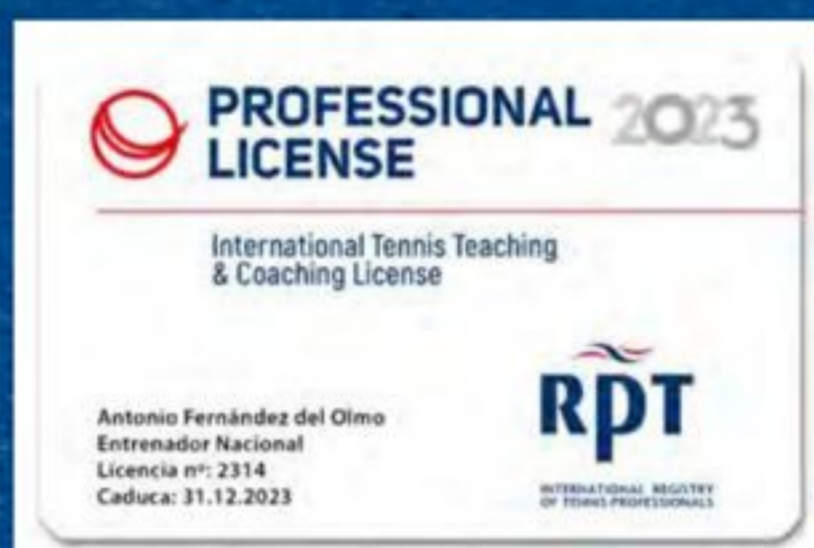 PROFESSIONAL 2023
LICENSE
International Tennis Teaching
& Coaching License
Antonio Fernández del Olmo
Entrenador Nacional
Licencia nº: 2314
Caduca: 31.12.2023
RPT
INTERNATIONAL REGISTRY
OF TENNIS PROFESSIONALS